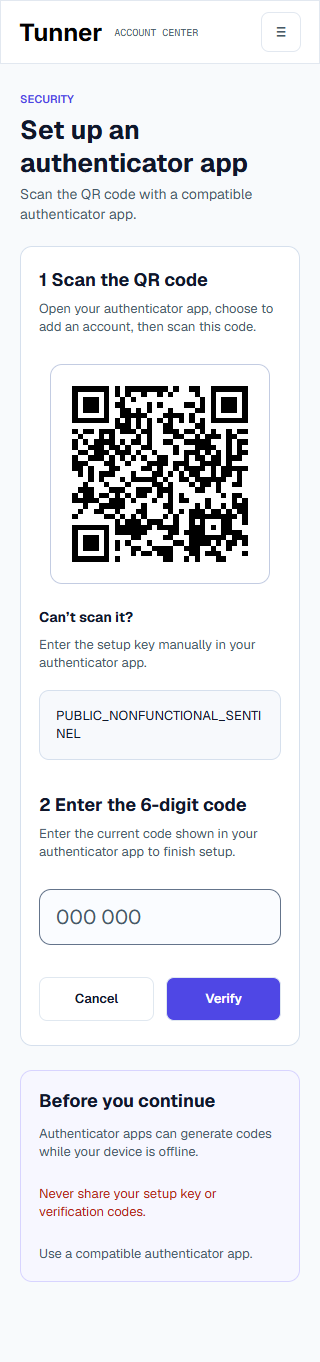 Tunner ACCOUNT CENTER
SECURITY
Set up an
authenticator app
Scan the QR code with a compatible
authenticator app.
1 Scan the QR code
Open your authenticator app, choose to
add an account, then scan this code.
Can't scan it?
Enter the setup key manually in your
authenticator app.
PUBLIC_NONFUNCTIONAL_SENTI
NEL
2 Enter the 6-digit code
Enter the current code shown in your
authenticator app to finish setup.
000 000
Cancel Verify
Before you continue
Authenticator apps can generate codes
while your device is offline.
Never share your setup key or
verification codes.
Use a compatible authenticator app.